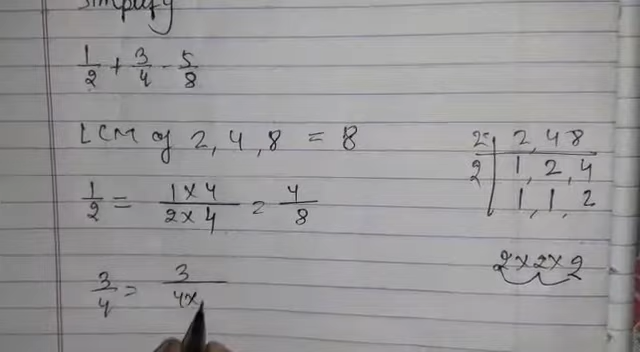 Simplify
1/2 + 3/4 - 5/8
LCM of 2, 4, 8 = 8
2 | 2, 4 8
2 | 1, 2, 4
| 1, 1, 2
1/2 = 1×4/2×4 = 4/8
2×2×2
3/4 = 3/4×